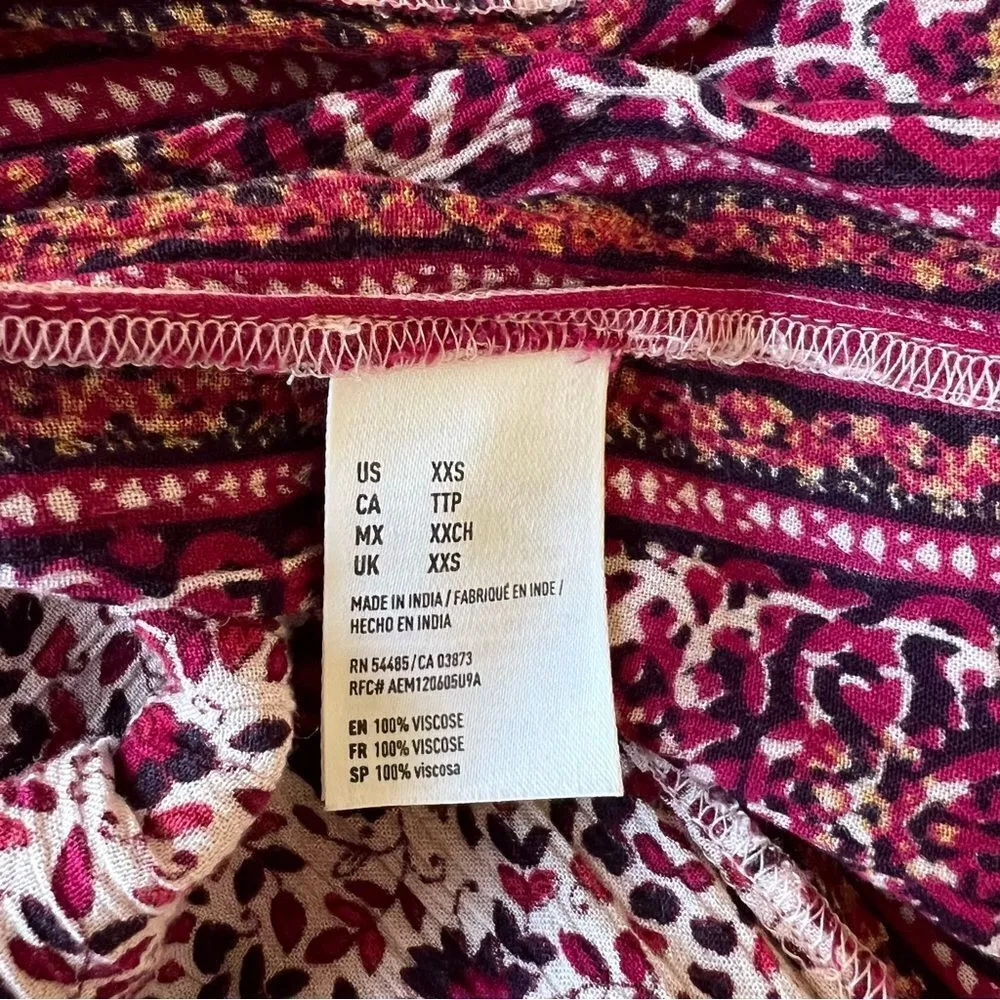 US XXS
CA TTP
MX XXCH
UK XXS
MADE IN INDIA / FABRIQUÉ EN INDE /
HECHO EN INDIA
RN 54485 / CA 03873
RFC# AEM120605U9A
EN 100% VISCOSE
FR 100% VISCOSE
SP 100% viscosa